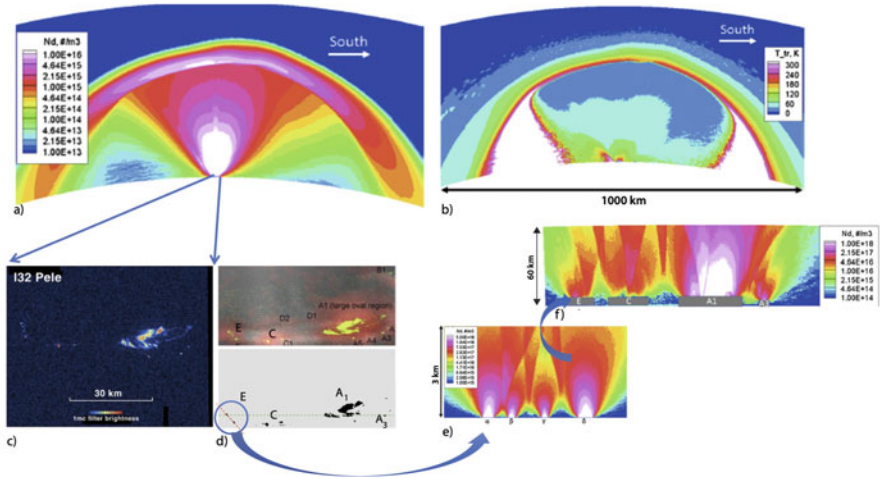 Nd, #/m3
1.00E+16
4.64E+15
2.15E+15
1.00E+15
4.64E+14
2.15E+14
1.00E+14
4.64E+13
2.15E+13
1.00E+13
South
a)
South
T_tr, K
300
240
180
120
60
0
1000 km
b)
I32 Pele
30 km
1mc filter brightness
c)
B1
A1 (large oval region)
D2
D1
E
C
C1
A4
A3
E
A1
C
A3
d)
60 km
Nd, #/m3
1.00E+18
2.15E+17
4.64E+16
1.00E+16
2.15E+15
4.64E+14
1.00E+14
E
C
A1
A3
f)
3 km
Nd, #/m3
α
β
γ
δ
e)